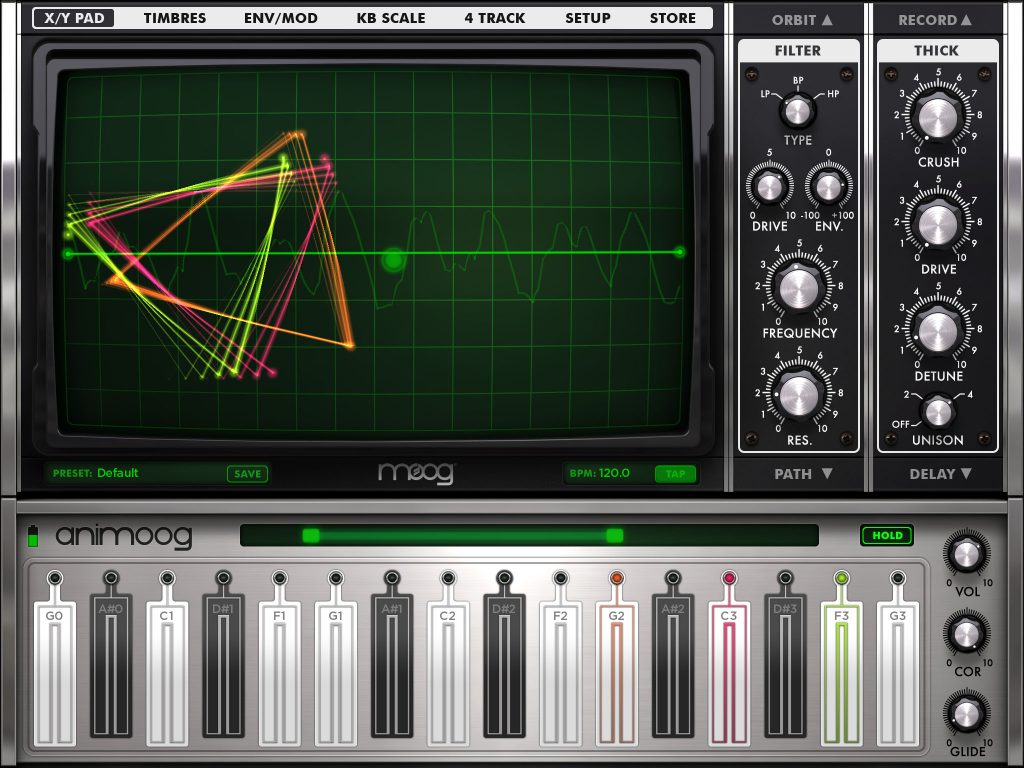 X/Y PAD TIMBRES ENV/MOD KB SCALE 4 TRACK SETUP STORE
ORBIT ▲
RECORD ▲
FILTER
LP BP HP
TYPE
5
0 10
DRIVE
0
-100 +100
ENV.
0 1 2 3 4 5 6 7 8 9 10
FREQUENCY
0 1 2 3 4 5 6 7 8 9 10
RES.
PATH ▼
THICK
0 1 2 3 4 5 6 7 8 9 10
CRUSH
0 1 2 3 4 5 6 7 8 9 10
DRIVE
0 1 2 3 4 5 6 7 8 9 10
DETUNE
OFF 2 4
UNISON
DELAY ▼
PRESET: Default SAVE
moog
BPM: 120.0 TAP
animoog
HOLD
G0 A#0 C1 D#1 F1 G1 A#1 C2 D#2 F2 G2 A#2 C3 D#3 F3 G3
0 10
VOL
0 10
COR
0 10
GLIDE